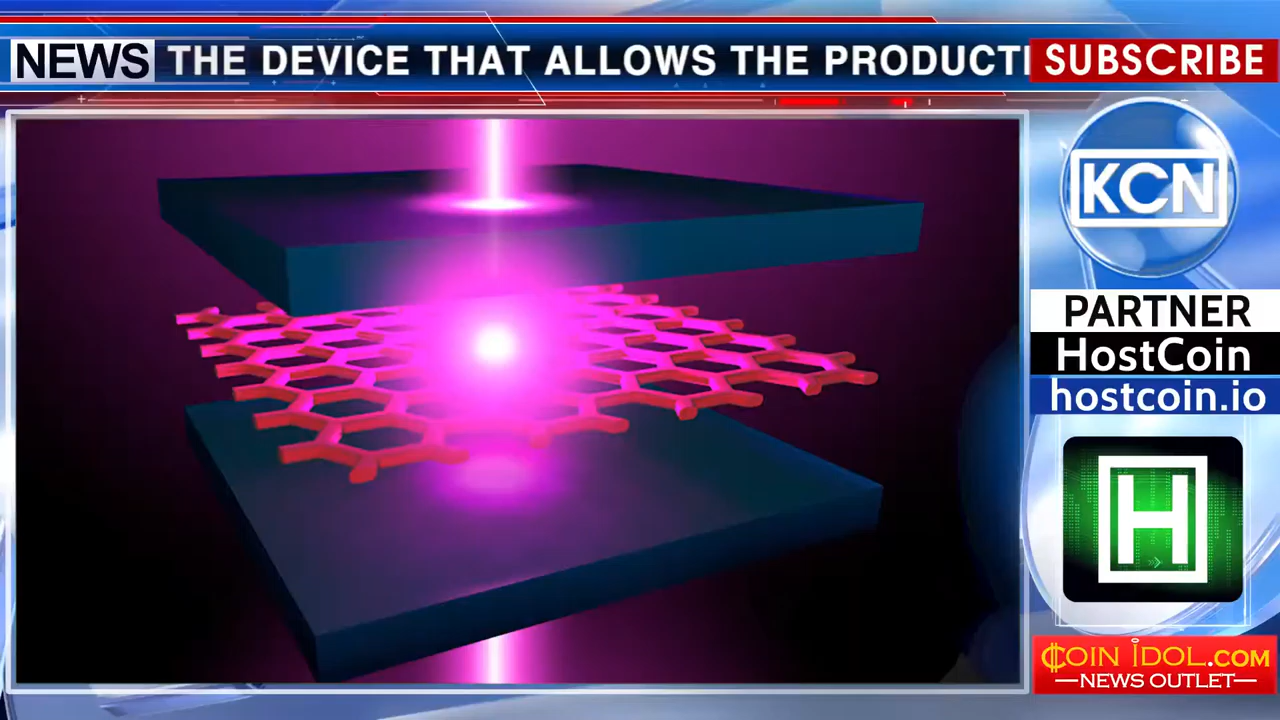 NEWS THE DEVICE THAT ALLOWS THE PRODUCTI
SUBSCRIBE
KCN
PARTNER
HostCoin
hostcoin.io
H
COIN IDOL.COM
NEWS OUTLET